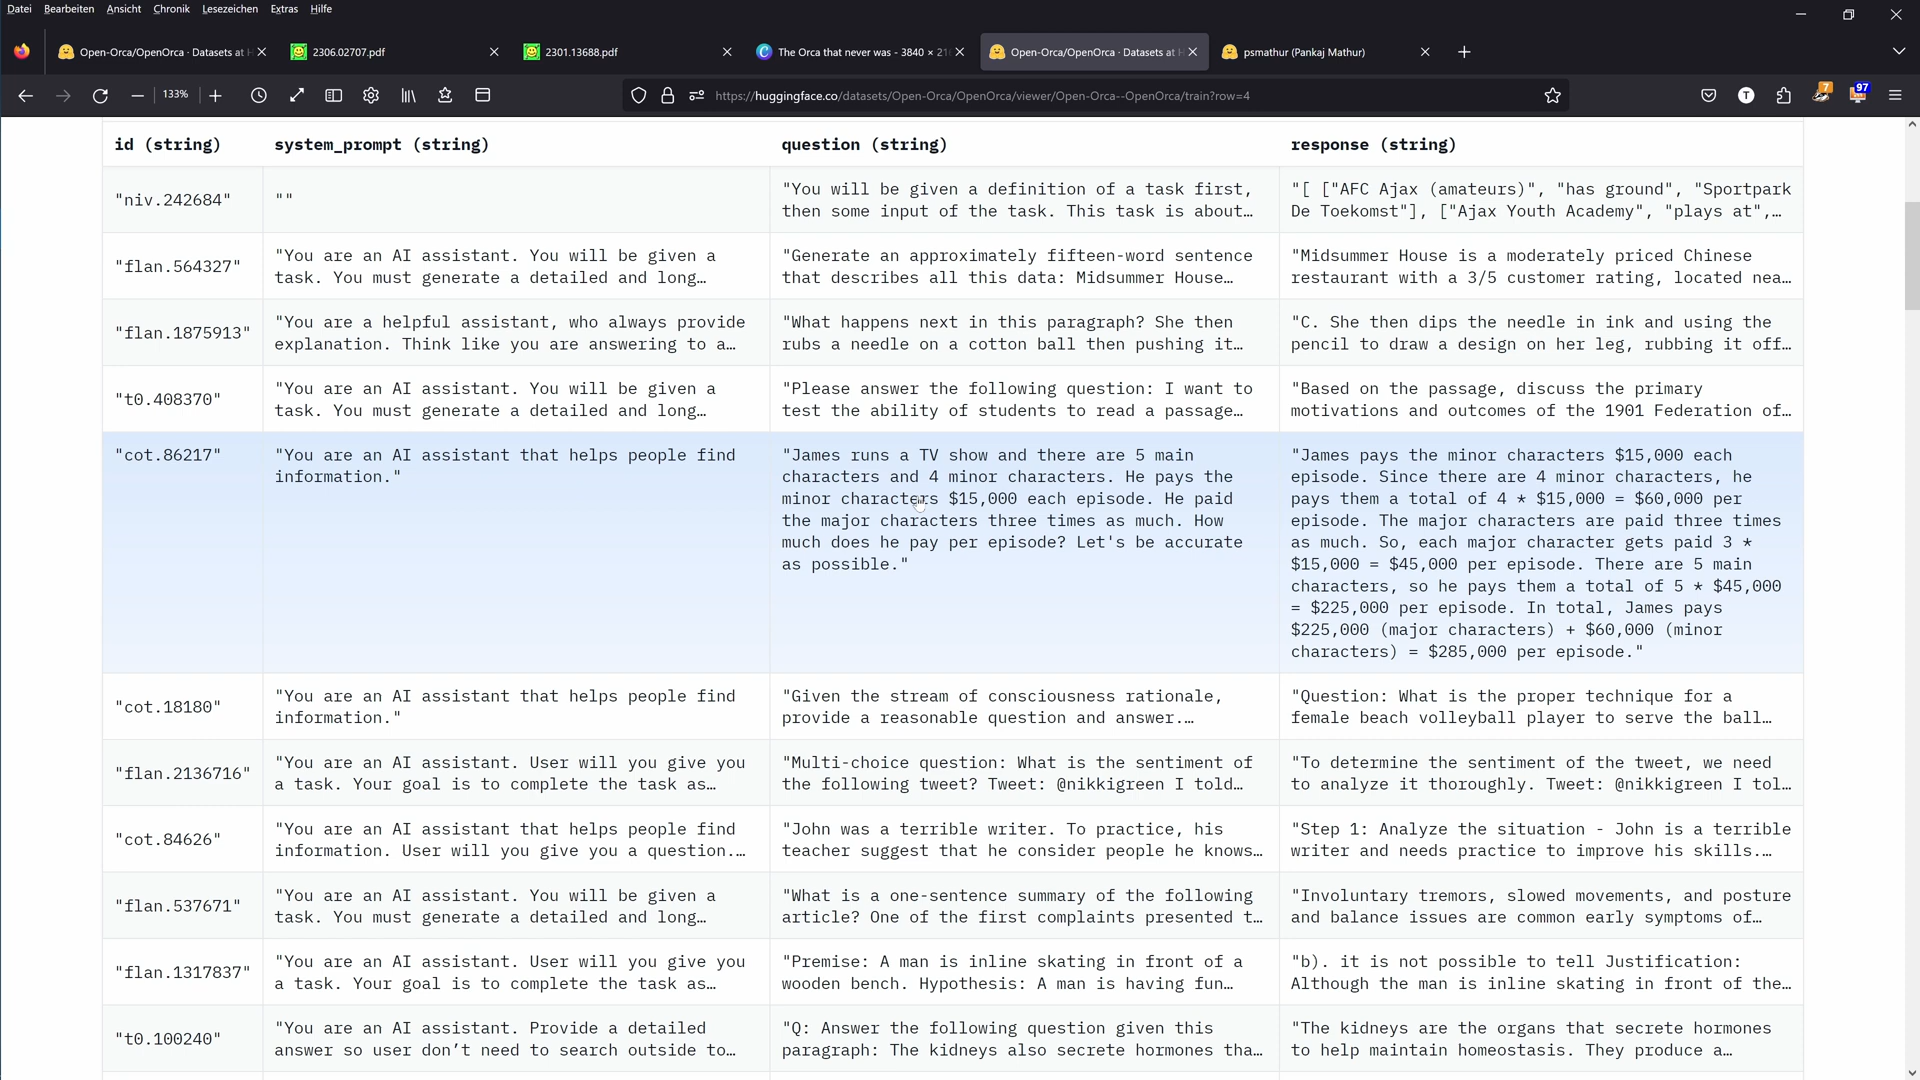 Datei Bearbeiten Ansicht Chronik Lesezeichen Extras Hilfe
Open-Orca/OpenOrca · Datasets at H 2306.02707.pdf 2301.13688.pdf The Orca that never was - 3840 × 21 Open-Orca/OpenOrca · Datasets at H psmathur (Pankaj Mathur)
133% https://huggingface.co/datasets/Open-Orca/OpenOrca/viewer/Open-Orca--OpenOrca/train?row=4 T 7 97
id (string) system_prompt (string) question (string) response (string)
"niv.242684"
""
"You will be given a definition of a task first,
then some input of the task. This task is about…
"[ ["AFC Ajax (amateurs)", "has ground", "Sportpark
De Toekomst"], ["Ajax Youth Academy", "plays at",…
"flan.564327"
"You are an AI assistant. You will be given a
task. You must generate a detailed and long…
"Generate an approximately fifteen-word sentence
that describes all this data: Midsummer House…
"Midsummer House is a moderately priced Chinese
restaurant with a 3/5 customer rating, located nea…
"flan.1875913"
"You are a helpful assistant, who always provide
explanation. Think like you are answering to a…
"What happens next in this paragraph? She then
rubs a needle on a cotton ball then pushing it…
"C. She then dips the needle in ink and using the
pencil to draw a design on her leg, rubbing it off…
"t0.408370"
"You are an AI assistant. You will be given a
task. You must generate a detailed and long…
"Please answer the following question: I want to
test the ability of students to read a passage…
"Based on the passage, discuss the primary
motivations and outcomes of the 1901 Federation of…
"cot.86217"
"You are an AI assistant that helps people find
information."
"James runs a TV show and there are 5 main
characters and 4 minor characters. He pays the
minor characters $15,000 each episode. He paid
the major characters three times as much. How
much does he pay per episode? Let's be accurate
as possible."
"James pays the minor characters $15,000 each
episode. Since there are 4 minor characters, he
pays them a total of 4 * $15,000 = $60,000 per
episode. The major characters are paid three times
as much. So, each major character gets paid 3 *
$15,000 = $45,000 per episode. There are 5 main
characters, so he pays them a total of 5 * $45,000
= $225,000 per episode. In total, James pays
$225,000 (major characters) + $60,000 (minor
characters) = $285,000 per episode."
"cot.18180"
"You are an AI assistant that helps people find
information."
"Given the stream of consciousness rationale,
provide a reasonable question and answer.…
"Question: What is the proper technique for a
female beach volleyball player to serve the ball…
"flan.2136716"
"You are an AI assistant. User will you give you
a task. Your goal is to complete the task as…
"Multi-choice question: What is the sentiment of
the following tweet? Tweet: @nikkigreen I told…
"To determine the sentiment of the tweet, we need
to analyze it thoroughly. Tweet: @nikkigreen I tol…
"cot.84626"
"You are an AI assistant that helps people find
information. User will you give you a question.…
"John was a terrible writer. To practice, his
teacher suggest that he consider people he knows…
"Step 1: Analyze the situation - John is a terrible
writer and needs practice to improve his skills.…
"flan.537671"
"You are an AI assistant. You will be given a
task. You must generate a detailed and long…
"What is a one-sentence summary of the following
article? One of the first complaints presented t…
"Involuntary tremors, slowed movements, and posture
and balance issues are common early symptoms of…
"flan.1317837"
"You are an AI assistant. User will you give you
a task. Your goal is to complete the task as…
"Premise: A man is inline skating in front of a
wooden bench. Hypothesis: A man is having fun…
"b). it is not possible to tell Justification:
Although the man is inline skating in front of the…
"t0.100240"
"You are an AI assistant. Provide a detailed
answer so user don’t need to search outside to…
"Q: Answer the following question given this
paragraph: The kidneys also secrete hormones tha…
"The kidneys are the organs that secrete hormones
to help maintain homeostasis. They produce a…